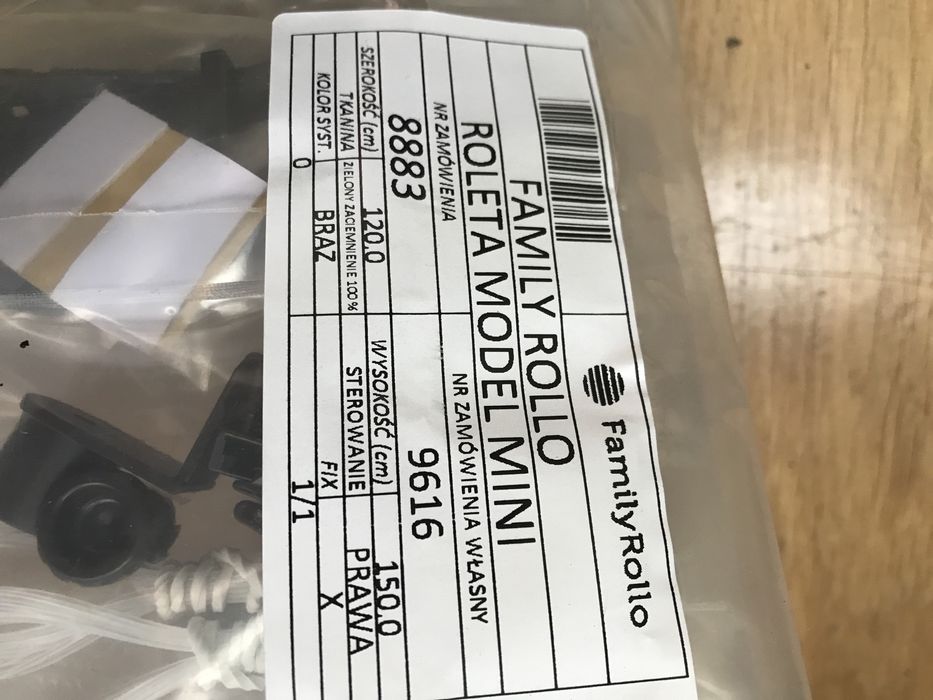 FamilyRollo
FAMILY ROLLO
ROLETA MODEL MINI
NR ZAMÓWIENIA NR ZAMÓWIENIA WŁASNY
8883 9616
SZEROKOŚĆ (cm) 120.0 WYSOKOŚĆ (cm) 150.0
TKANINA ZIELONY ZACIEMNIENIE 100% STEROWANIE PRAWA
KOLOR SYST. BRAZ FIX X
0 1/1